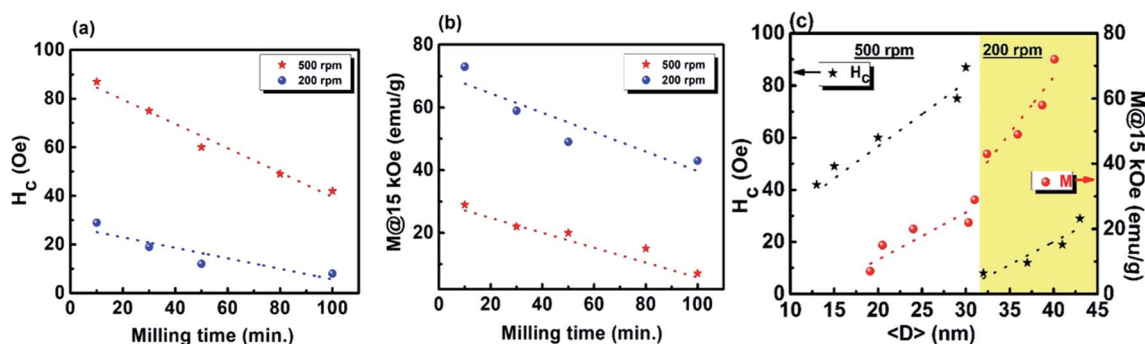 (a)
500 rpm
200 rpm
H_C (Oe)
100
80
60
40
20
0
0 20 40 60 80 100
Milling time (min.)
(b)
500 rpm
200 rpm
M@15 kOe (emu/g)
80
60
40
20
0 20 40 60 80 100
Milling time (min.)
(c)
500 rpm 200 rpm
H_C
M
H_C (Oe)
100
80
60
40
20
0
M@15 kOe (emu/g)
80
60
40
20
0
10 15 20 25 30 35 40 45
<D> (nm)